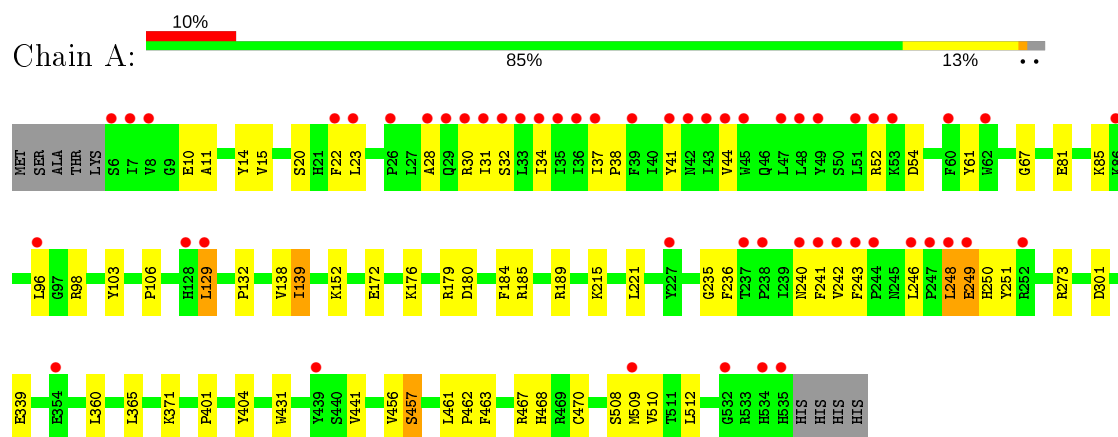 10%
Chain A:
85% 13% • •
MET SER ALA THR LYS S6 I7 V8 G9 E10 A11 Y14 V15 S20 H21 F22 L23 P26 L27 A28 Q29 R30 I31 S32 L33 I34 I35 I36 I37 P38 F39 I40 Y41 N42 I43 V44 W45 Q46 L47 L48 Y49 S50 L51 R52 K53 D54 F60 Y61 W62 G67 E81 K85 K86
L96 G97 R98 Y103 P106 H128 L129 P132 V138 I139 K152 E172 K176 R179 D180 F184 R185 R189 K215 L221 Y227 G235 F236 T237 P238 I239 N240 F241 V242 F243 P244 N245 L246 P247 L248 E249 H250 Y251 R252 R273 D301
E339 E354 L360 L365 K371 P401 Y404 W431 Y439 S440 V441 V456 S457 L461 P462 F463 R467 H468 R469 C470 S508 M509 V510 T511 L512 G532 R533 H534 H535 HIS HIS HIS HIS